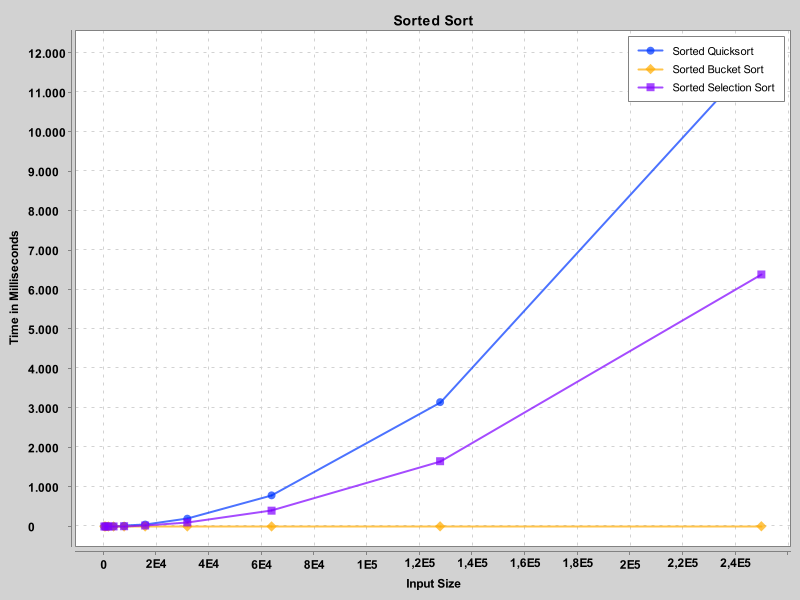 Sorted Sort
Sorted Quicksort
Sorted Bucket Sort
Sorted Selection Sort
12.000
11.000
10.000
9.000
8.000
7.000
6.000
5.000
4.000
3.000
2.000
1.000
0
Time in Milliseconds
0 2E4 4E4 6E4 8E4 1E5 1,2E5 1,4E5 1,6E5 1,8E5 2E5 2,2E5 2,4E5
Input Size